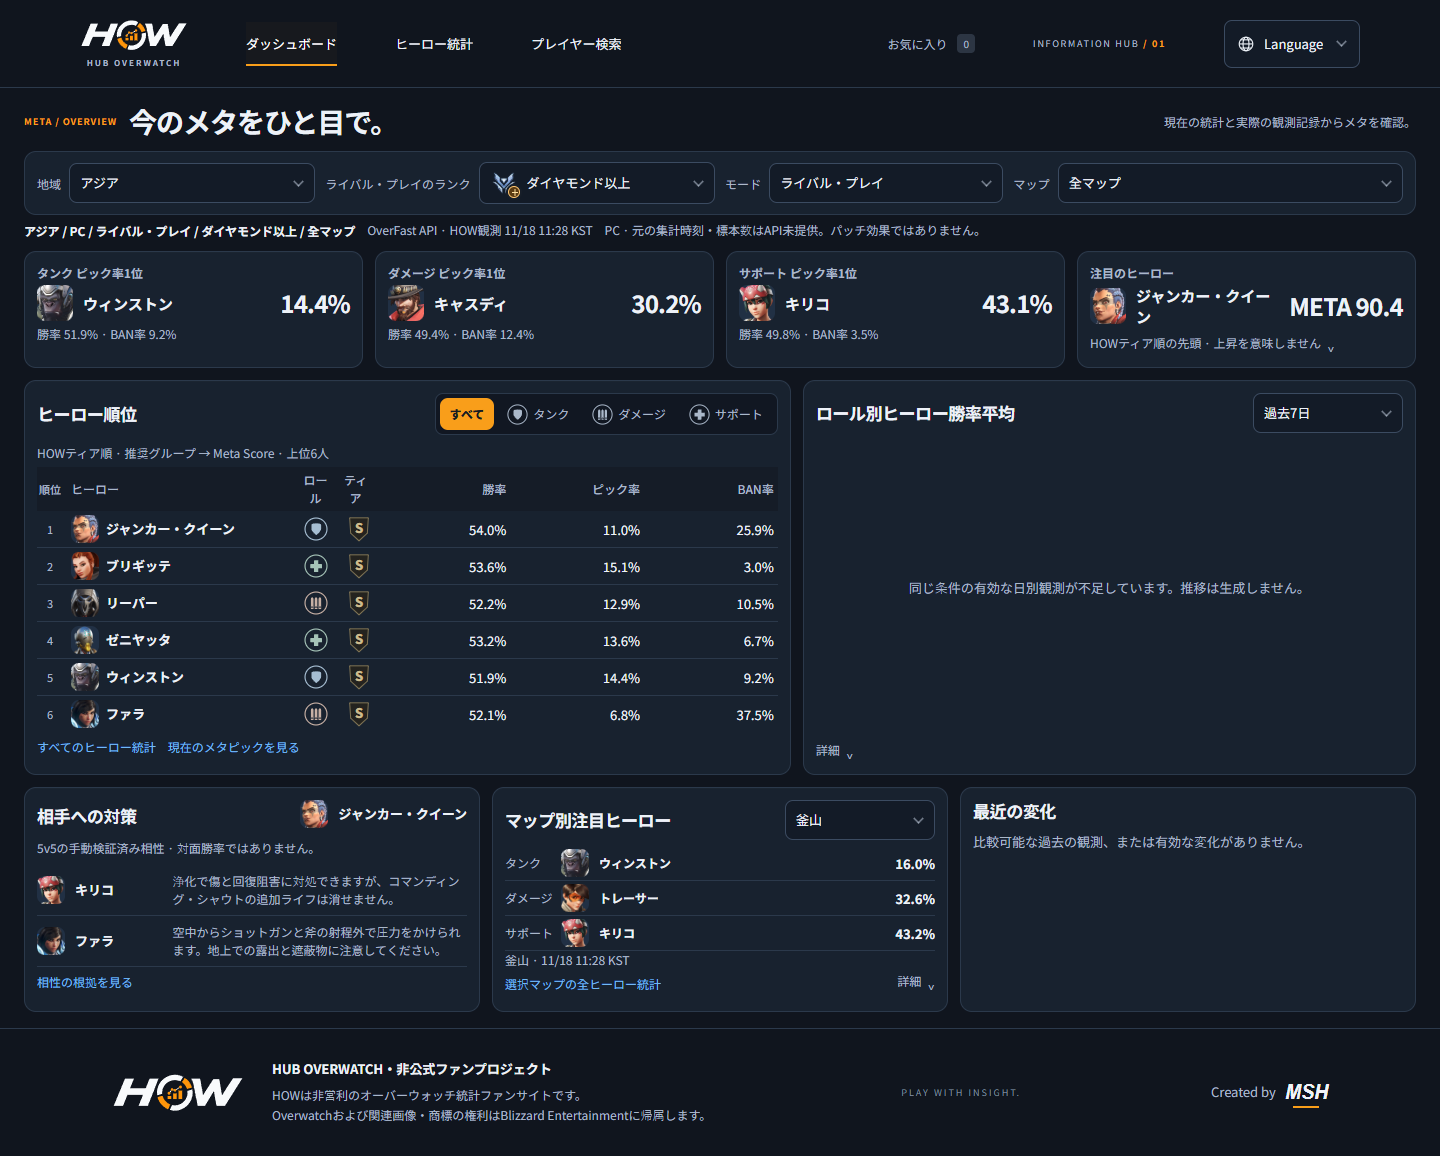 HOW
HUB OVERWATCH
ダッシュボード
ヒーロー統計
プレイヤー検索
お気に入り 0
INFORMATION HUB / 01
Language
META / OVERVIEW
今のメタをひと目で。
現在の統計と実際の観測記録からメタを確認。
地域 アジア
ライバル・プレイのランク ダイヤモンド以上
モード ライバル・プレイ
マップ 全マップ
アジア / PC / ライバル・プレイ / ダイヤモンド以上 / 全マップ OverFast API · HOW観測 11/18 11:28 KST PC · 元の集計時刻・標本数はAPI未提供。パッチ効果ではありません。
タンク ピック率1位
ウィンストン 14.4%
勝率 51.9% · BAN率 9.2%
ダメージ ピック率1位
キャスディ 30.2%
勝率 49.4% · BAN率 12.4%
サポート ピック率1位
キリコ 43.1%
勝率 49.8% · BAN率 3.5%
注目のヒーロー
ジャンカー・クイー
ン
META 90.4
HOWティア順の先頭 · 上昇を意味しません
ヒーロー順位
すべて タンク ダメージ サポート
HOWティア順 · 推奨グループ → Meta Score · 上位6人
順位 ヒーロー ロー
ル ティ
ア 勝率 ピック率 BAN率
1 ジャンカー・クイーン S 54.0% 11.0% 25.9%
2 ブリギッテ S 53.6% 15.1% 3.0%
3 リーパー S 52.2% 12.9% 10.5%
4 ゼニヤッタ S 53.2% 13.6% 6.7%
5 ウィンストン S 51.9% 14.4% 9.2%
6 ファラ S 52.1% 6.8% 37.5%
すべてのヒーロー統計 現在のメタピックを見る
ロール別ヒーロー勝率平均
過去7日
同じ条件の有効な日別観測が不足しています。推移は生成しません。
詳細
相手への対策
ジャンカー・クイーン
5v5の手動検証済み相性 · 対面勝率ではありません。
キリコ
浄化で傷と回復阻害に対処できますが、コマンディン
グ・シャウトの追加ライフは消せません。
ファラ
空中からショットガンと斧の射程外で圧力をかけられ
ます。地上での露出と遮蔽物に注意してください。
相性の根拠を見る
マップ別注目ヒーロー
釜山
タンク ウィンストン 16.0%
ダメージ トレーサー 32.6%
サポート キリコ 43.2%
釜山 · 11/18 11:28 KST
選択マップの全ヒーロー統計
詳細
最近の変化
比較可能な過去の観測、または有効な変化がありません。
HOW
HUB OVERWATCH・非公式ファンプロジェクト
HOWは非営利のオーバーウォッチ統計ファンサイトです。
Overwatchおよび関連画像・商標の権利はBlizzard Entertainmentに帰属します。
PLAY WITH INSIGHT.
Created by MSH